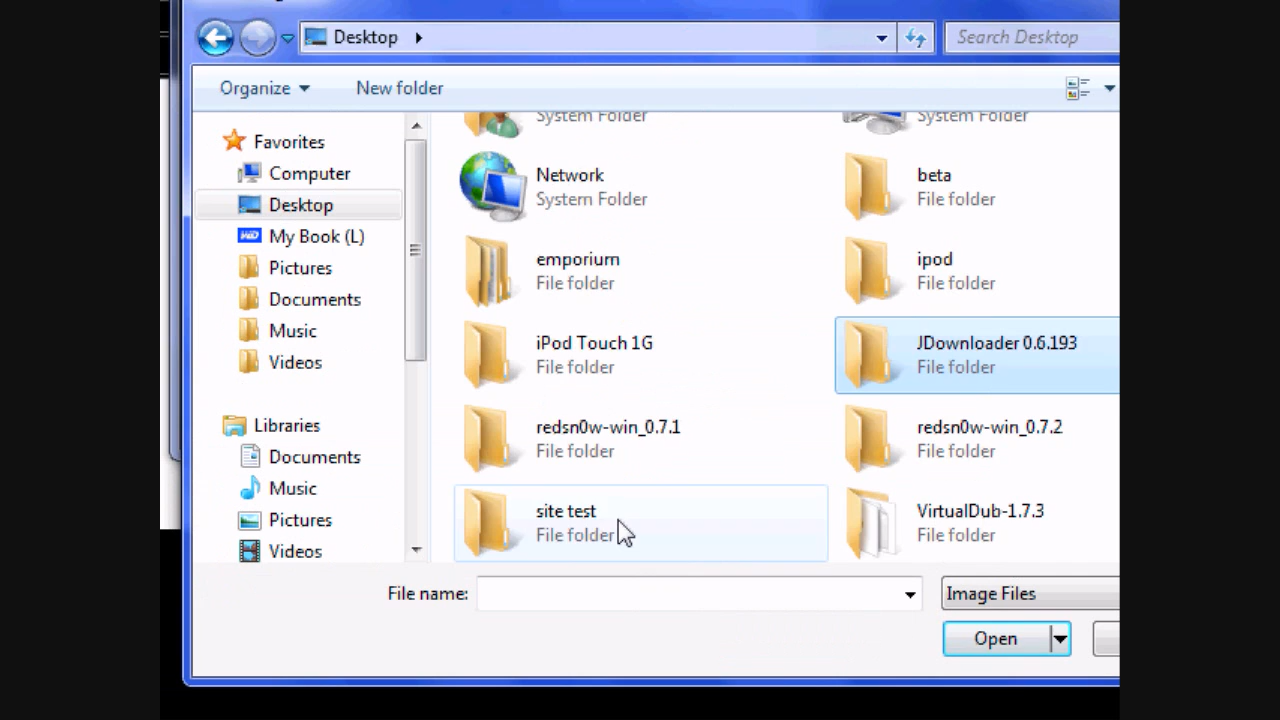 Desktop
Search Desktop
Organize
New folder
System Folder
System Folder
Favorites
Computer
Desktop
My Book (L)
Pictures
Documents
Music
Videos
Libraries
Documents
Music
Pictures
Videos
Network
System Folder
beta
File folder
emporium
File folder
ipod
File folder
iPod Touch 1G
File folder
JDownloader 0.6.193
File folder
redsn0w-win_0.7.1
File folder
redsn0w-win_0.7.2
File folder
site test
File folder
VirtualDub-1.7.3
File folder
File name:
Image Files
Open